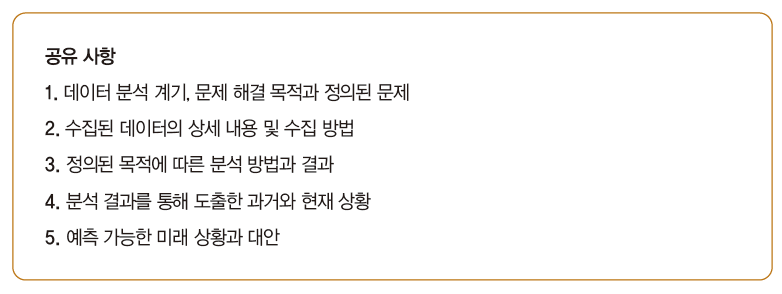 공유 사항
1. 데이터 분석 계기, 문제 해결 목적과 정의된 문제
2. 수집된 데이터의 상세 내용 및 수집 방법
3. 정의된 목적에 따른 분석 방법과 결과
4. 분석 결과를 통해 도출한 과거와 현재 상황
5. 예측 가능한 미래 상황과 대안